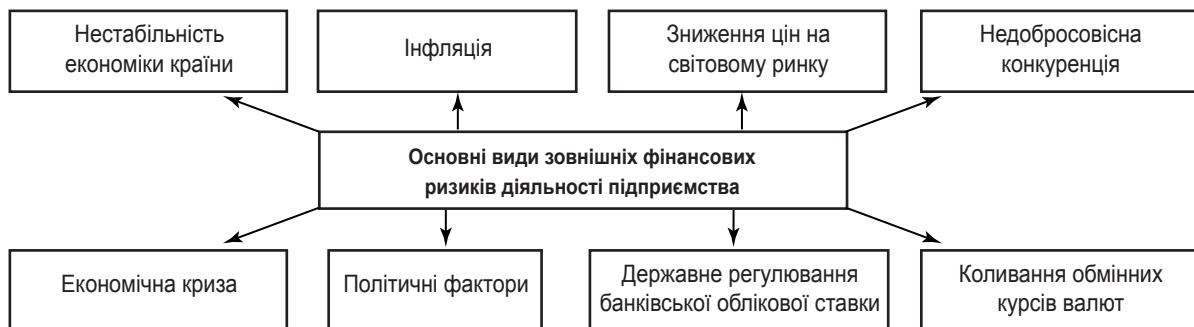 Нестабільність
економіки країни
Інфляція
Зниження цін на
світовому ринку
Недобросовісна
конкуренція
Основні види зовнішніх фінансових
ризиків діяльності підприємства
Економічна криза
Політичні фактори
Державне регулювання
банківської облікової ставки
Коливання обмінних
курсів валют